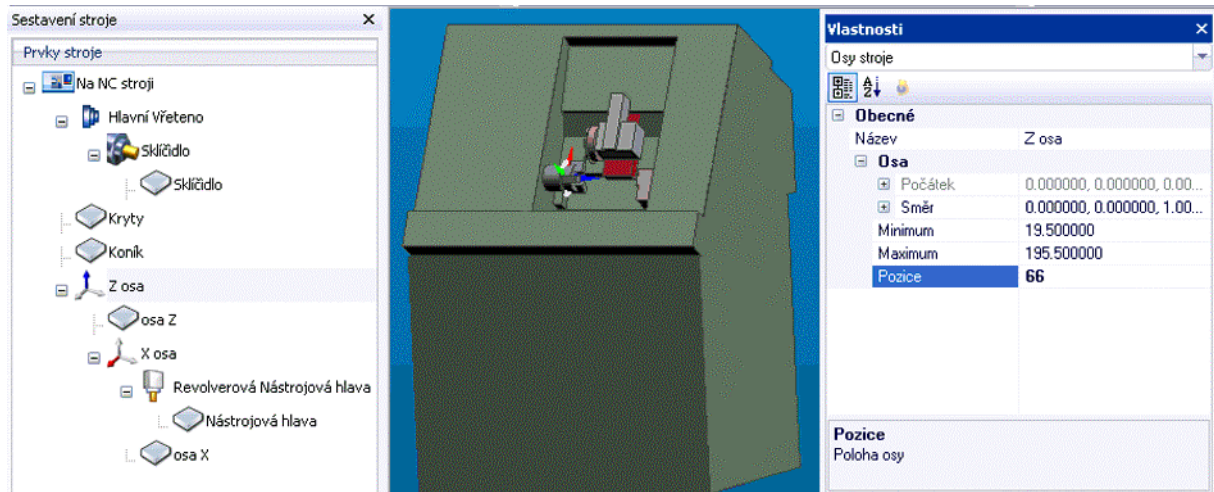 Sestavení stroje
Prvky stroje
Na NC stroji
Hlavní Vřeteno
Sklíčidlo
Sklíčidlo
Kryty
Koník
Z osa
osa Z
X osa
Revolverová Nástrojová hlava
Nástrojová hlava
osa X
Vlastnosti
Osy stroje
Obecné
Název Z osa
Osa
Počátek 0.000000, 0.000000, 0.00...
Směr 0.000000, 0.000000, 1.00...
Minimum 19.500000
Maximum 195.500000
Pozice 66
Pozice
Poloha osy